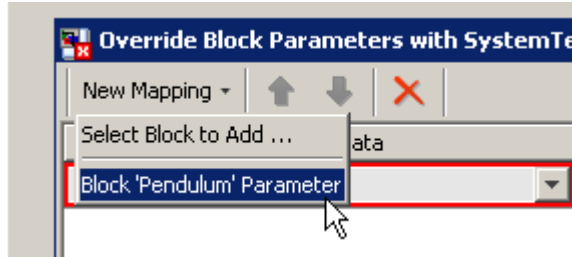 Override Block Parameters with SystemTe
New Mapping
Select Block to Add ...
ata
Block 'Pendulum' Parameter